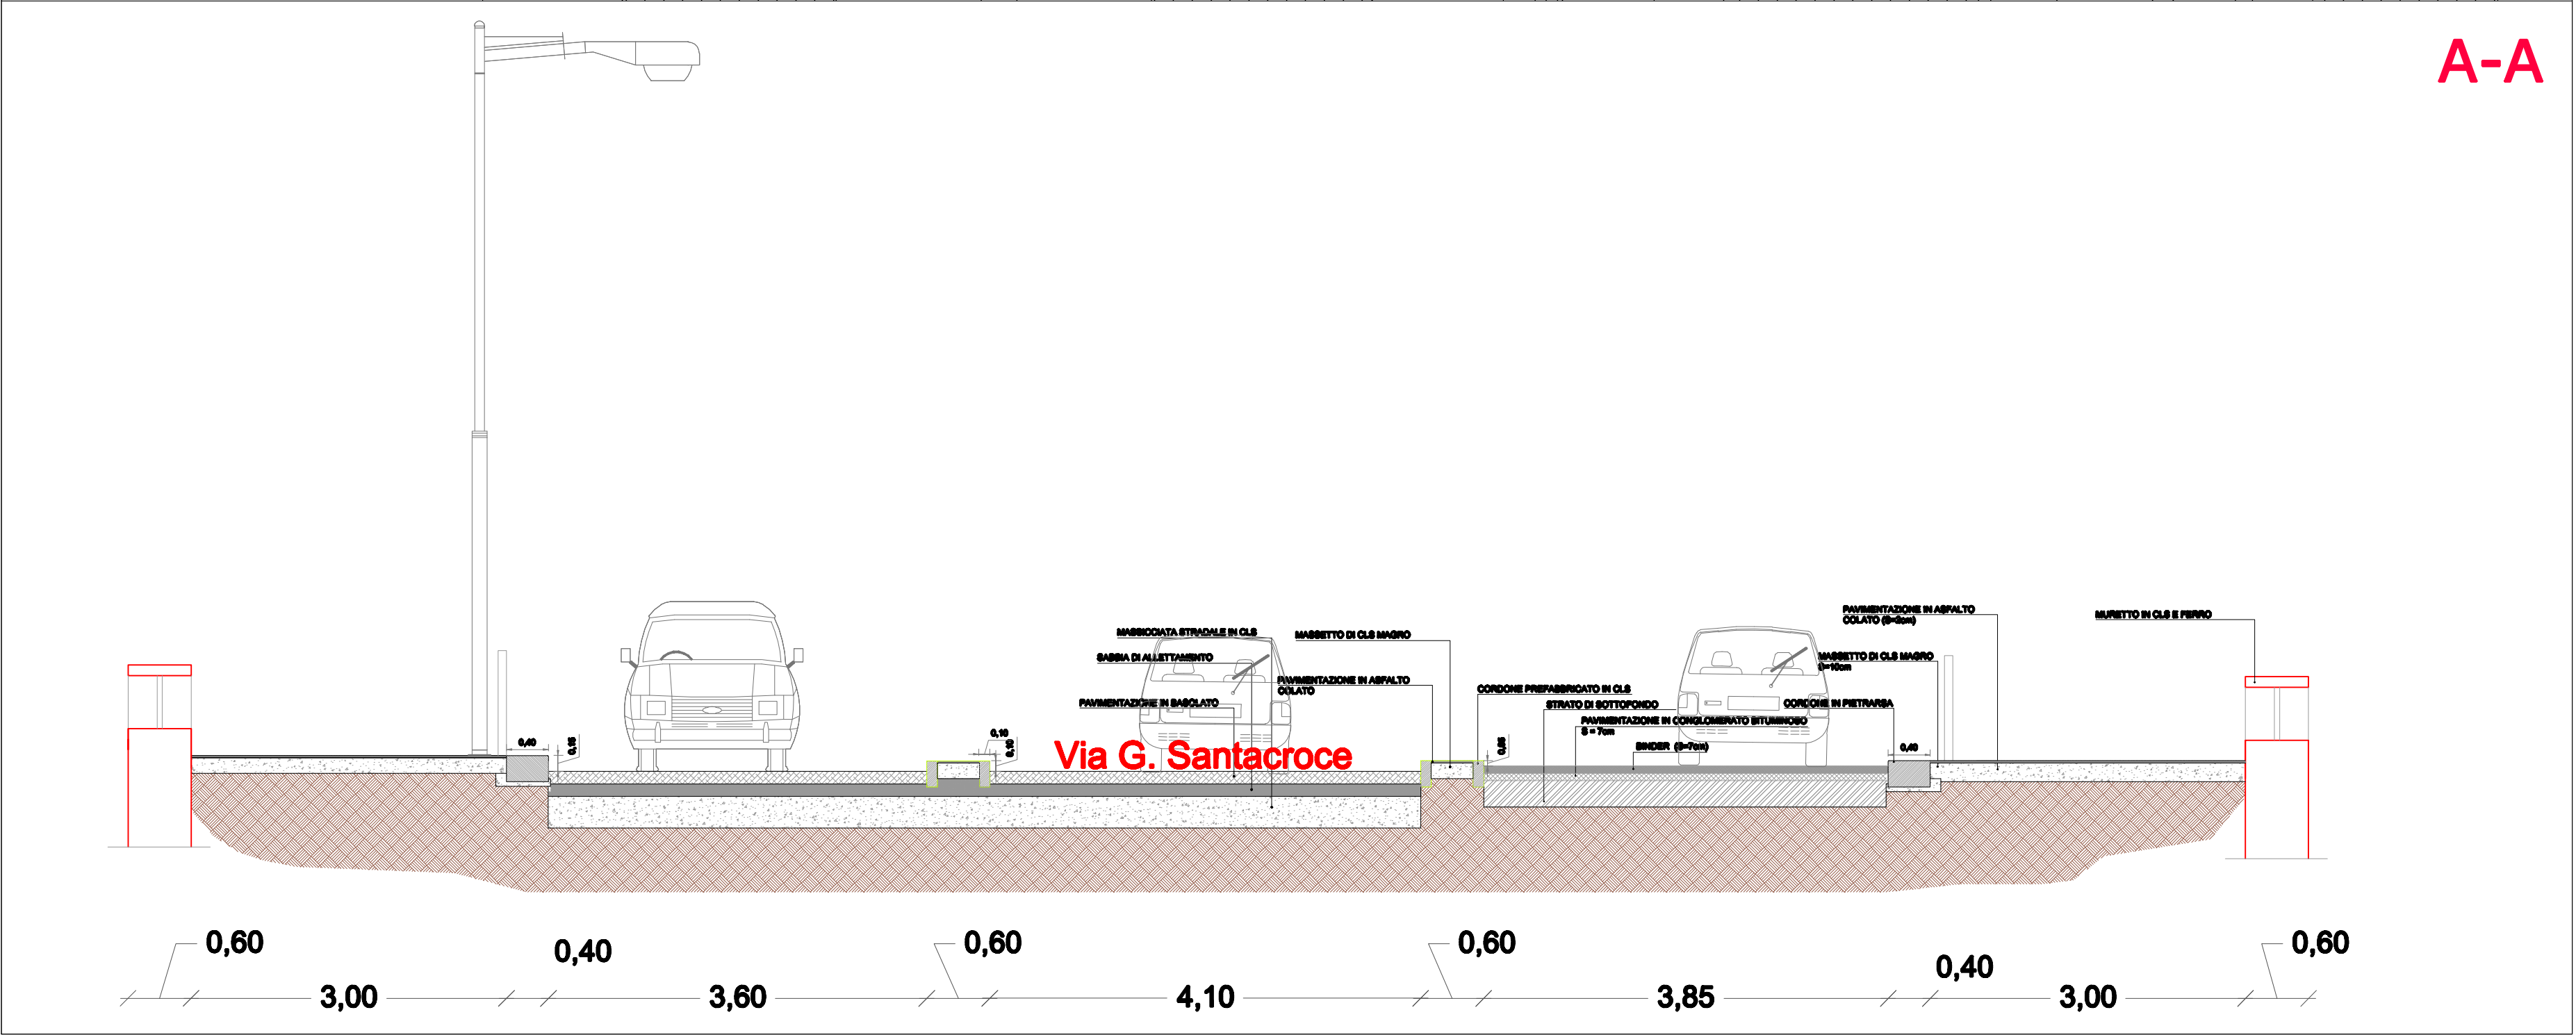 A-A
MASSICCIATA STRADALE IN CLS
SABBIA DI ALLETTAMENTO
PAVIMENTAZIONE IN BASOLATO
MASSETTO DI CLS MAGRO
PAVIMENTAZIONE IN ASFALTO
COLATO
CORDONE PREFABBRICATO IN CLS
STRATO DI SOTTOFONDO
PAVIMENTAZIONE IN CONGLOMERATO BITUMINOSO
S = 7cm
BINDER (S=7cm)
PAVIMENTAZIONE IN ASFALTO
COLATO (S=2cm)
MASSETTO DI CLS MAGRO
S=10cm
CORDONE IN PIETRARSA
MURETTO IN CLS E FERRO
0,40
0,15
0,10
0,10
Via G. Santacroce
0,05
0,40
0,60
0,40
0,60
0,60
0,40
0,60
3,00
3,60
4,10
3,85
3,00